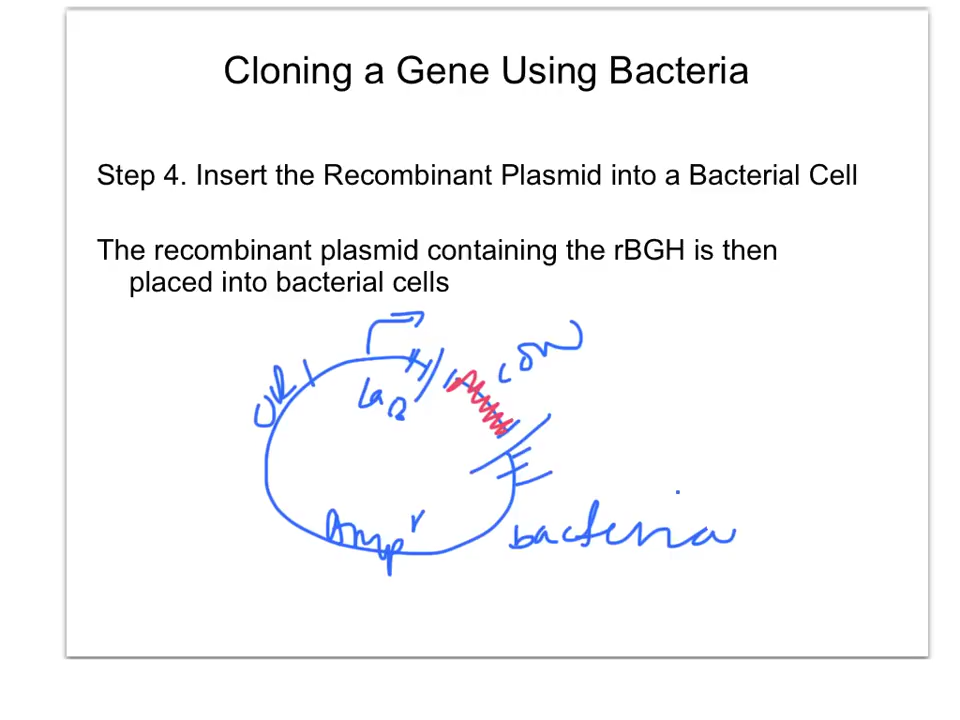 Cloning a Gene Using Bacteria
Step 4. Insert the Recombinant Plasmid into a Bacterial Cell
The recombinant plasmid containing the rBGH is then
placed into bacterial cells
ORI
cow
Amp r
bacteria